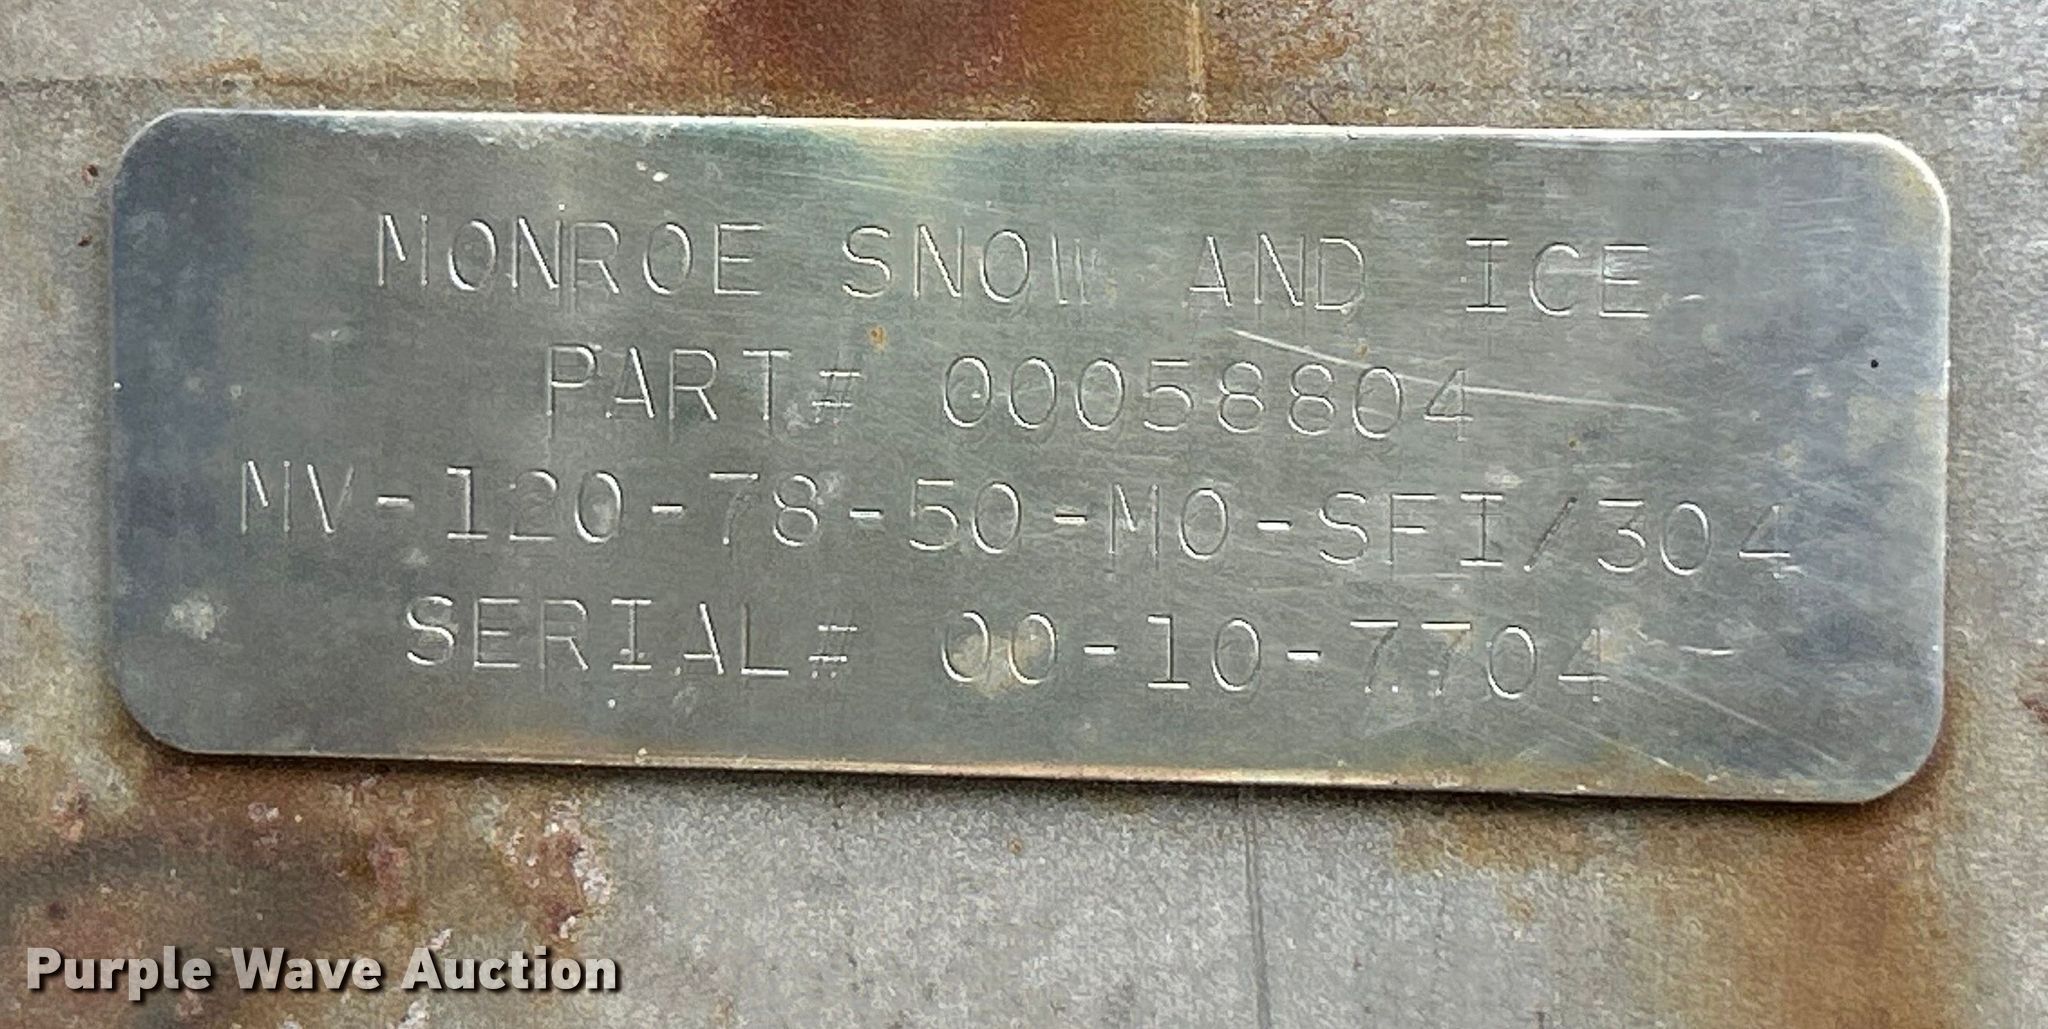 MONROE SNOW AND ICE
PART# 00058804
MV-120-78-50-MO-SFI/304
SERIAL# 00-10-7704
Purple Wave Auction